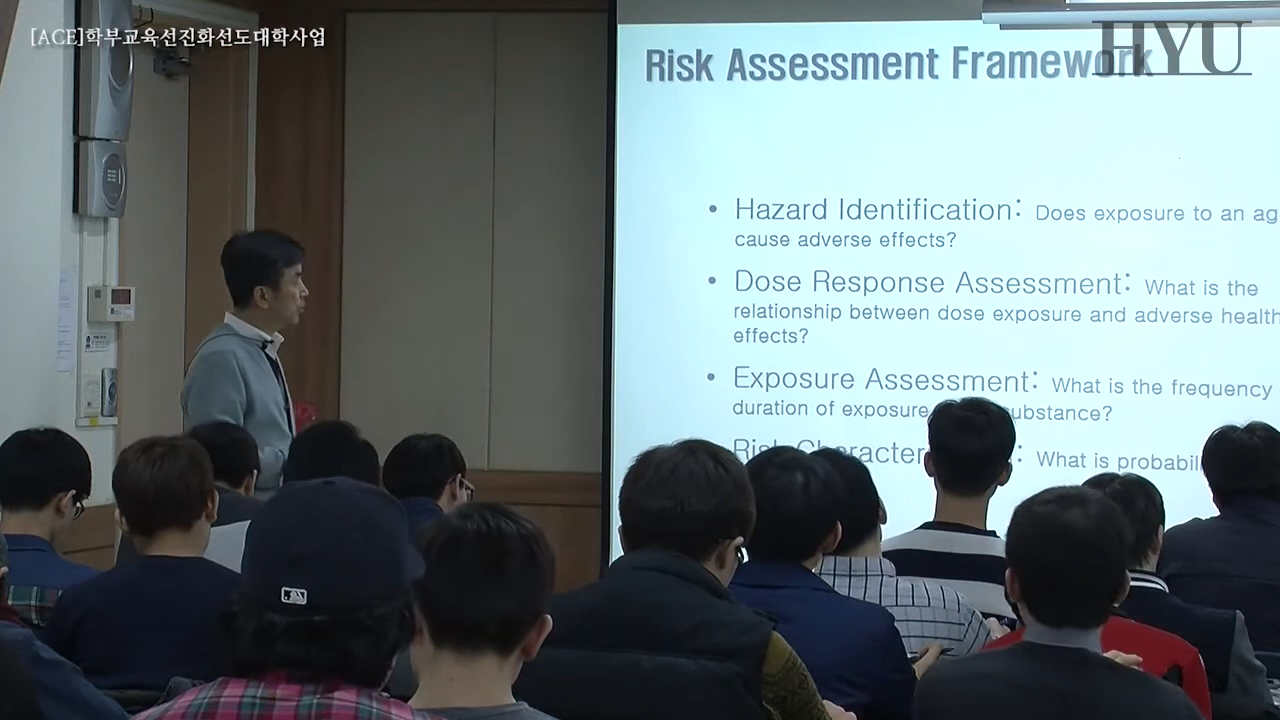 [ACE]학부교육선진화선도대학사업
HYU
Risk Assessment Framework
• Hazard Identification: Does exposure to an
cause adverse effects?
• Dose Response Assessment: What is the
relationship between dose exposure and adverse health
effects?
• Exposure Assessment: What is the frequency
duration of exposure substance?
Risk What is